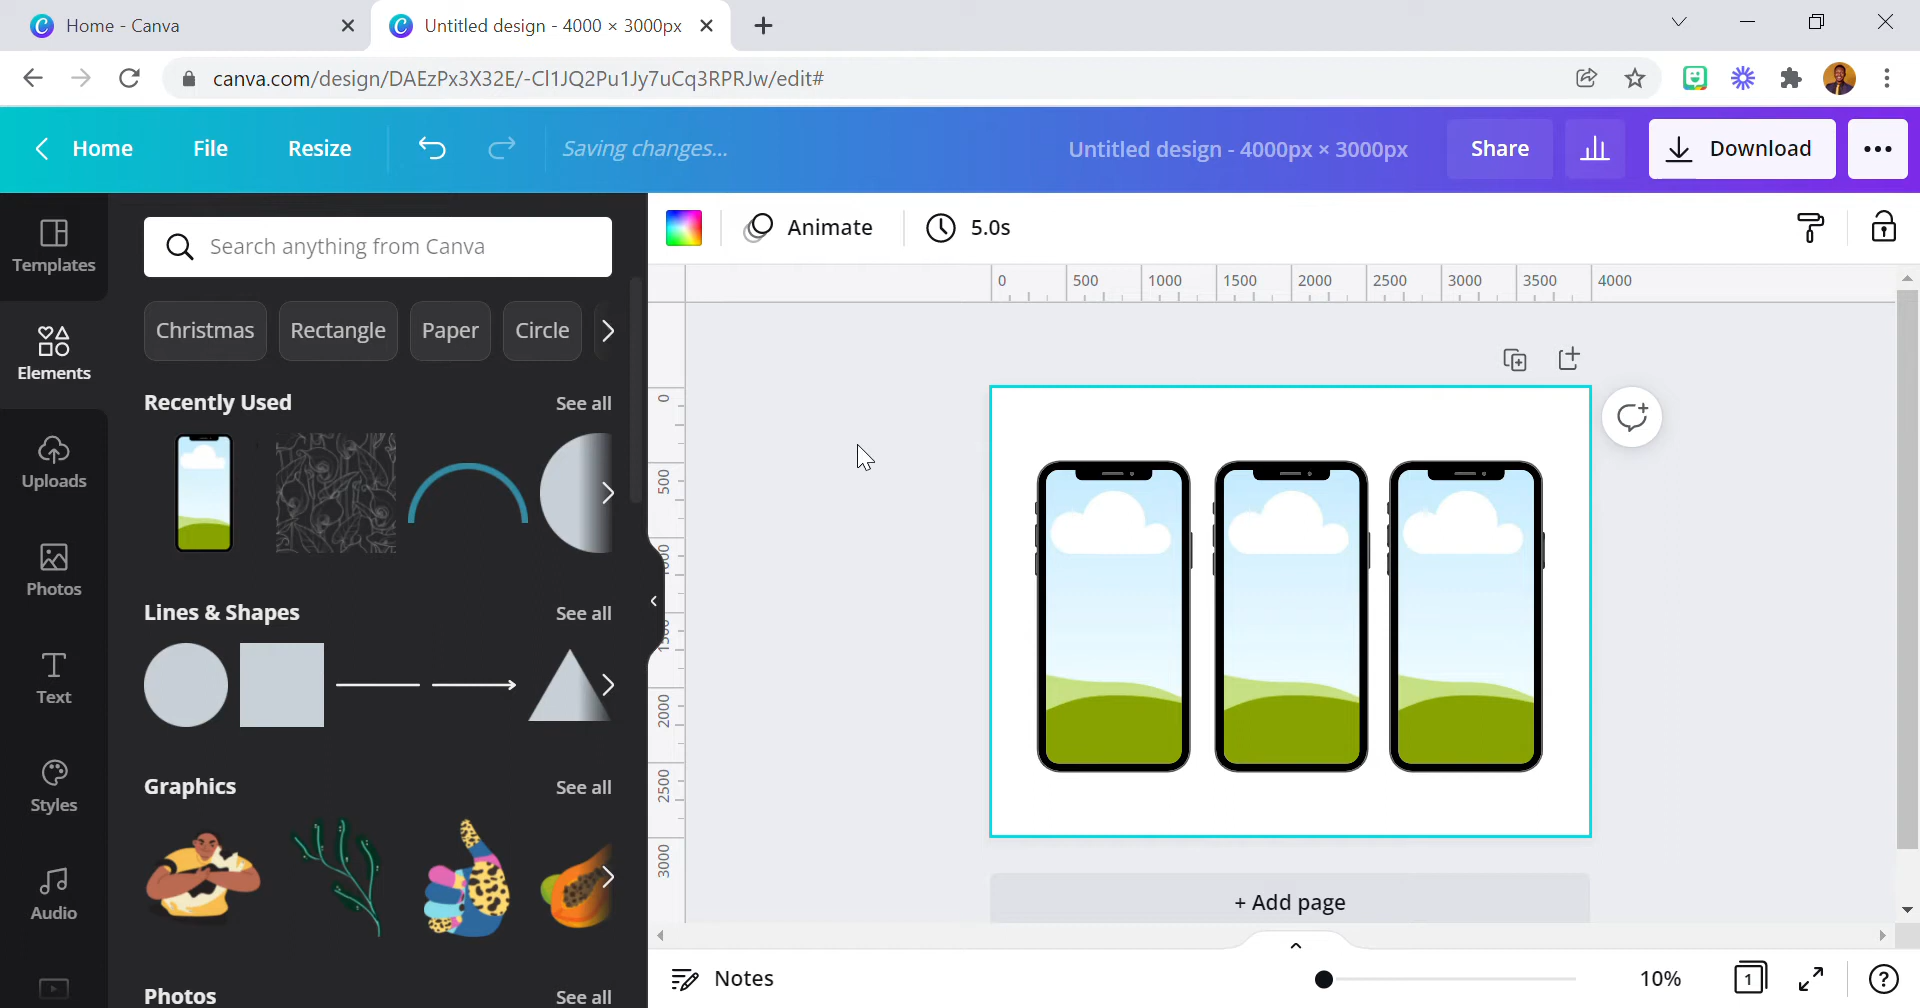 Home - Canva
Untitled design - 4000 × 3000px
canva.com/design/DAEzPx3X32E/-Cl1JQ2Pu1Jy7uCq3RPRJw/edit#
Home File Resize Saving changes... Untitled design - 4000px × 3000px Share Download
Templates
Elements
Uploads
Photos
Text
Styles
Audio
Search anything from Canva
Christmas Rectangle Paper Circle
Recently Used See all
Lines & Shapes See all
Graphics See all
Photos See all
Animate 5.0s
0 500 1000 1500 2000 2500 3000 3500 4000
0
500
1000
1500
2000
2500
3000
+ Add page
Notes 10% 1